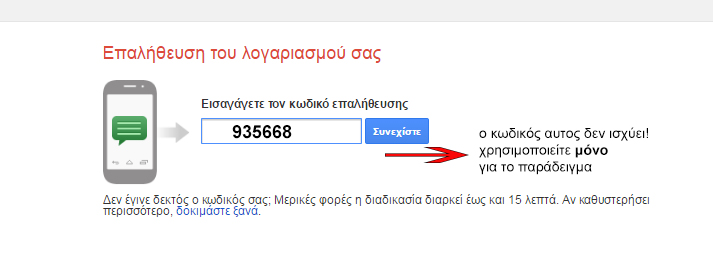 Επαλήθευση του λογαριασμού σας
Εισαγάγετε τον κωδικό επαλήθευσης
935668
Συνεχίστε
ο κωδικός αυτος δεν ισχύει!
χρησιμοποιείτε μόνο
για το παράδειγμα
Δεν έγινε δεκτός ο κωδικός σας; Μερικές φορές η διαδικασία διαρκεί έως και 15 λεπτά. Αν καθυστερήσει
περισσότερο, δοκιμάστε ξανά.